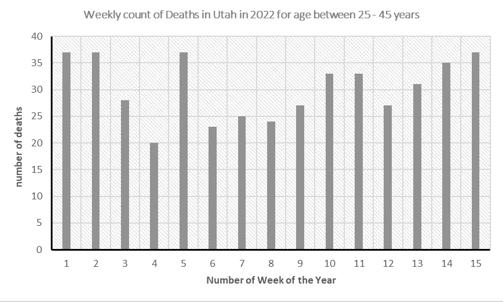 Weekly count of Deaths in Utah in 2022 for age between 25 - 45 years
40
35
30
25
20
15
10
5
0
number of deaths
1 2 3 4 5 6 7 8 9 10 11 12 13 14 15
Number of Week of the Year